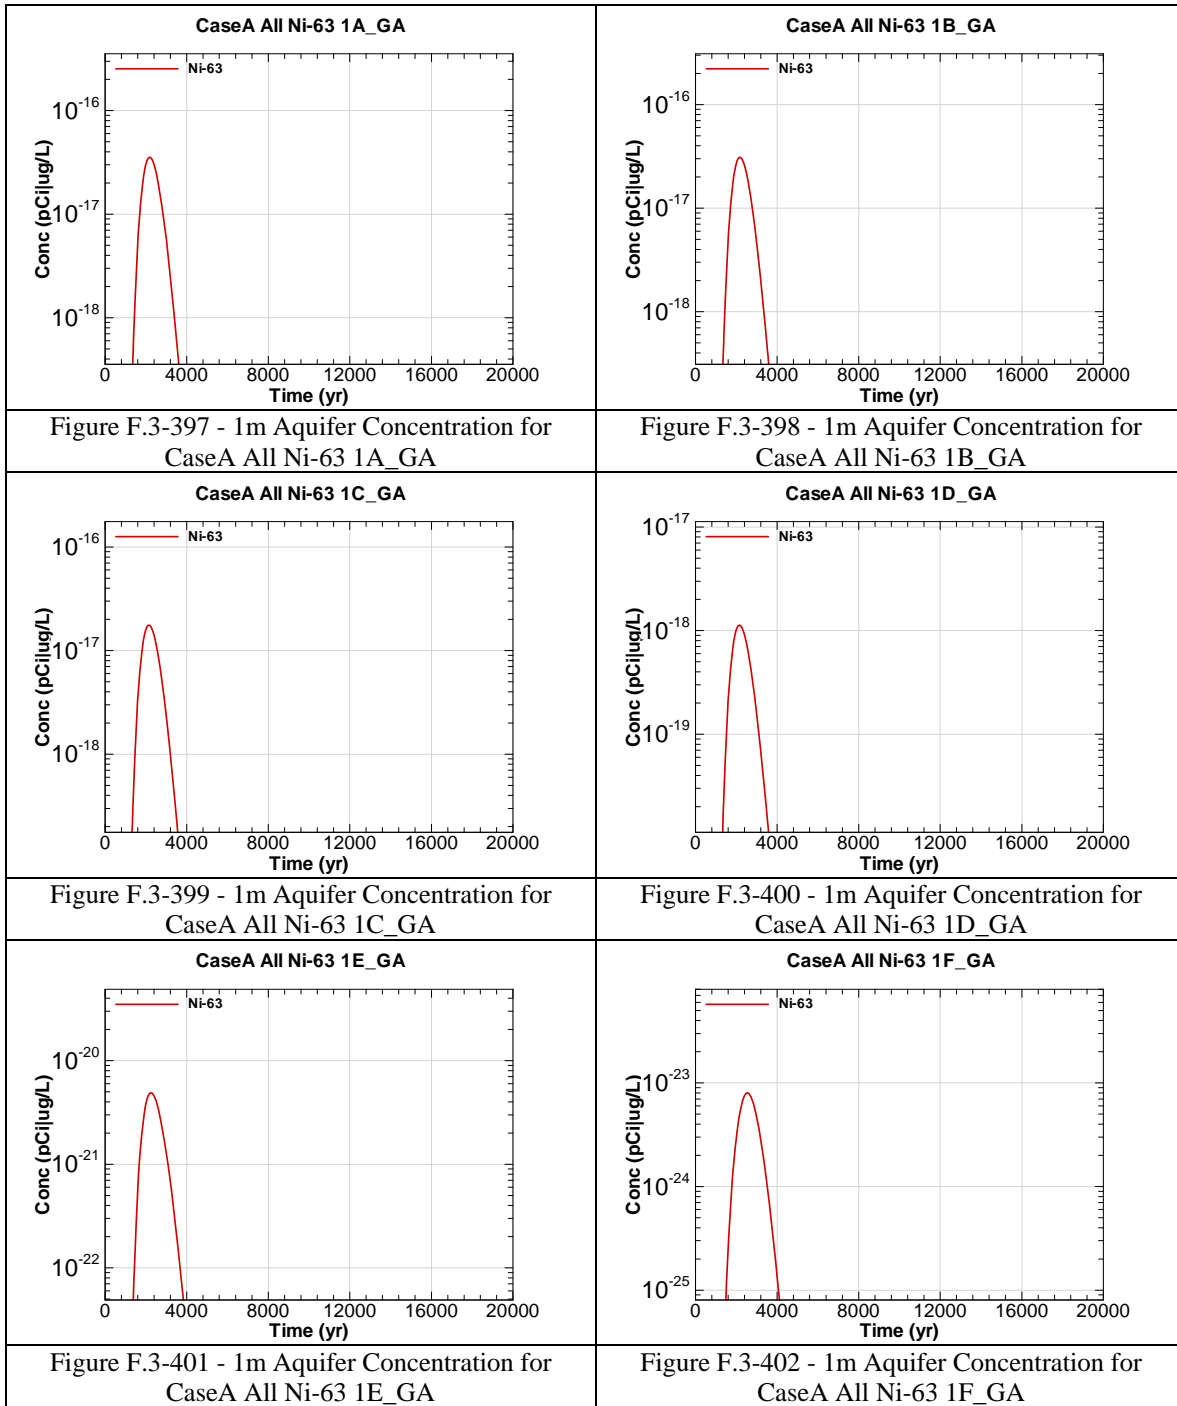 CaseA All Ni-63 1A_GA
Ni-63
10-16
10-17
10-18
Conc (pCi|ug/L)
0 4000 8000 12000 16000 20000
Time (yr)
Figure F.3-397 - 1m Aquifer Concentration for
CaseA All Ni-63 1A_GA
CaseA All Ni-63 1B_GA
Ni-63
10-16
10-17
10-18
Conc (pCi|ug/L)
0 4000 8000 12000 16000 20000
Time (yr)
Figure F.3-398 - 1m Aquifer Concentration for
CaseA All Ni-63 1B_GA
CaseA All Ni-63 1C_GA
Ni-63
10-16
10-17
10-18
Conc (pCi|ug/L)
0 4000 8000 12000 16000 20000
Time (yr)
Figure F.3-399 - 1m Aquifer Concentration for
CaseA All Ni-63 1C_GA
CaseA All Ni-63 1D_GA
Ni-63
10-17
10-18
10-19
Conc (pCi|ug/L)
0 4000 8000 12000 16000 20000
Time (yr)
Figure F.3-400 - 1m Aquifer Concentration for
CaseA All Ni-63 1D_GA
CaseA All Ni-63 1E_GA
Ni-63
10-20
10-21
10-22
Conc (pCi|ug/L)
0 4000 8000 12000 16000 20000
Time (yr)
Figure F.3-401 - 1m Aquifer Concentration for
CaseA All Ni-63 1E_GA
CaseA All Ni-63 1F_GA
Ni-63
10-23
10-24
10-25
Conc (pCi|ug/L)
0 4000 8000 12000 16000 20000
Time (yr)
Figure F.3-402 - 1m Aquifer Concentration for
CaseA All Ni-63 1F_GA